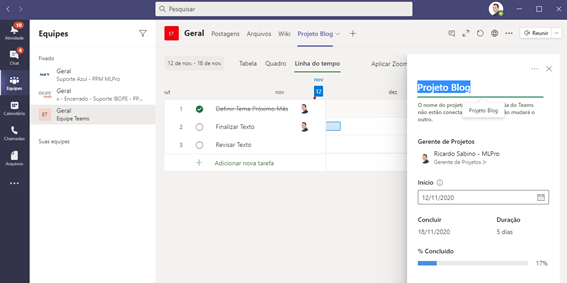 Pesquisar
19
Atividade
Chat
Equipes
Calendário
Chamadas
Arquivos
Equipes
Fixado
Geral
Suporte Azul - RPM MLPro
Geral
- Encerrado - Suporte IBOPE - PP...
ET
Geral
Equipe Teams
Suas equipes
ET
Geral
Postagens
Arquivos
Wiki
Projeto Blog
Reunir
12 de nov - 18 de nov.
Tabela
Quadro
Linha do tempo
Aplicar Zoom
out
nov
nov
12
dez
1
Definir Tema Próximo Mês
2
Finalizar Texto
3
Revisar Texto
Adicionar nova tarefa
Projeto Blog
O nome do projeto
da do Teams
não estão conecta
mudará o
outro.
Projeto Blog
Gerente de Projetos
Ricardo Sabino - MLPro
Gerente de Projetos Jr
Início
12/11/2020
Concluir
Duração
18/11/2020
5 dias
% Concluído
17%